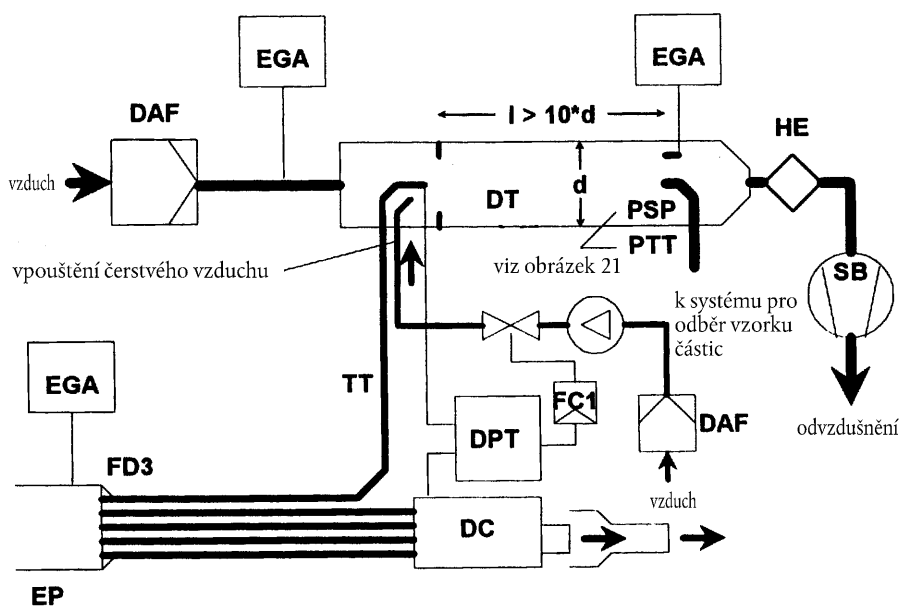 EGA
EGA
DAF
l > 10*d
HE
vzduch
d
DT
PSP
PTT
vpouštění čerstvého vzduchu
viz obrázek 21
SB
k systému pro
odběr vzorku
částic
EGA
TT
FC1
DPT
DAF
odvzdušnění
FD3
vzduch
DC
EP